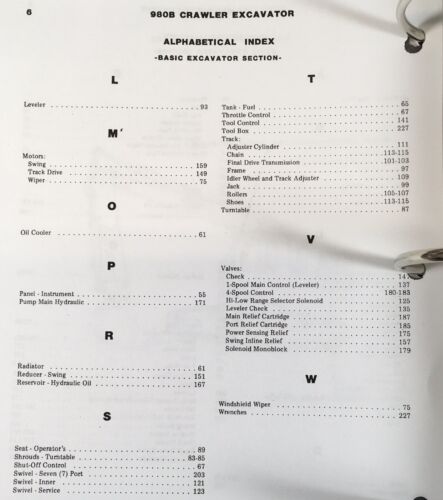 6
980B CRAWLER EXCAVATOR
ALPHABETICAL INDEX
-BASIC EXCAVATOR SECTION-
L
Leveler . . . . . . . . . . 93
M
Motors:
Swing . . . . . . . . . . 159
Track Drive . . . . . . . . . . 149
Wiper . . . . . . . . . . 75
O
Oil Cooler . . . . . . . . . . 61
P
Panel - Instrument . . . . . . . . . . 55
Pump Main Hydraulic . . . . . . . . . . 171
R
Radiator . . . . . . . . . . 61
Reducer - Swing . . . . . . . . . . 151
Reservoir - Hydraulic Oil . . . . . . . . . . 167
S
Seat - Operator's . . . . . . . . . . 89
Shrouds - Turntable . . . . . . . . . . 83-85
Shut-Off Control . . . . . . . . . . 67
Swivel - Seven (7) Port . . . . . . . . . . 203
Swivel - Inner . . . . . . . . . . 121
Swivel - Service . . . . . . . . . . 123
T
Tank - Fuel . . . . . . . . . . 65
Throttle Control . . . . . . . . . . 67
Tool Control . . . . . . . . . . 141
Tool Box . . . . . . . . . . 227
Track:
Adjuster Cylinder . . . . . . . . . . 111
Chain . . . . . . . . . . 113-115
Final Drive Transmission . . . . . . . . . . 101-103
Frame . . . . . . . . . . 97
Idler Wheel and Track Adjuster . . . . . . . . . . 109
Jack . . . . . . . . . . 99
Rollers . . . . . . . . . . 105-107
Shoes . . . . . . . . . . 113-115
Turntable . . . . . . . . . . 87
V
Valves:
Check . . . . . . . . . .
1-Spool Main Control (Leveler) . . . . . . . . . . 137
4-Spool Control . . . . . . . . . . 180-183
Hi-Low Range Selector Solenoid . . . . . . . . . . 125
Leveler Check . . . . . . . . . . 135
Main Relief Cartridge . . . . . . . . . . 187
Port Relief Cartridge . . . . . . . . . . 185
Power Sensing Relief . . . . . . . . . . 175
Swing Inline Relief . . . . . . . . . . 157
Solenoid Monoblock . . . . . . . . . . 179
W
Windshield Wiper . . . . . . . . . . 75
Wrenches . . . . . . . . . . 227